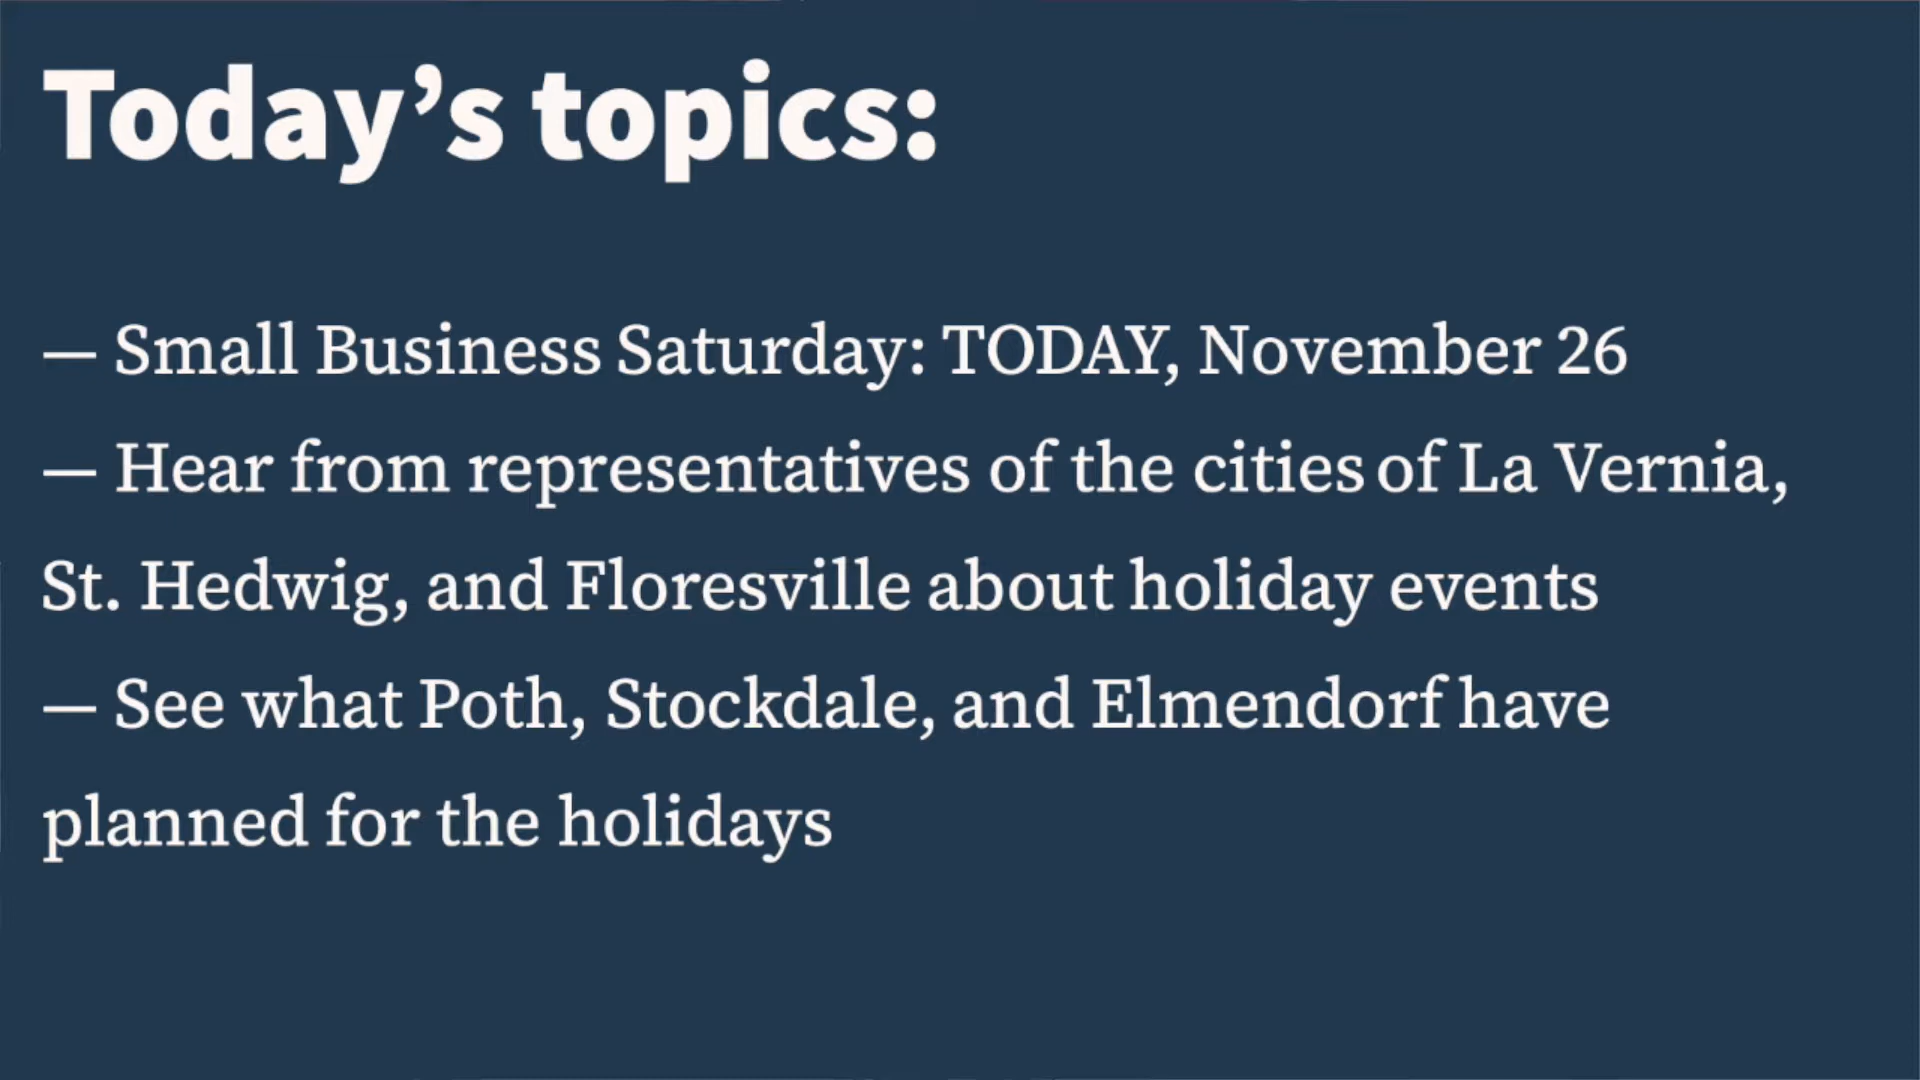 Today’s topics:
— Small Business Saturday: TODAY, November 26
— Hear from representatives of the cities of La Vernia,
St. Hedwig, and Floresville about holiday events
— See what Poth, Stockdale, and Elmendorf have
planned for the holidays